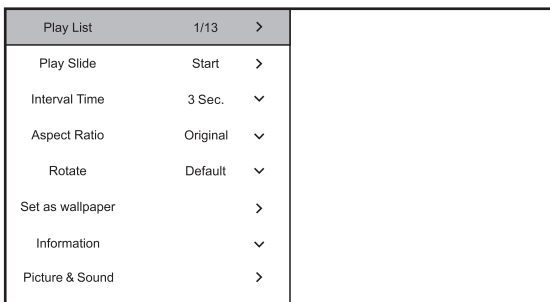 Play List 1/13 >
Play Slide Start >
Interval Time 3 Sec.
Aspect Ratio Original
Rotate Default
Set as wallpaper >
Information
Picture & Sound >